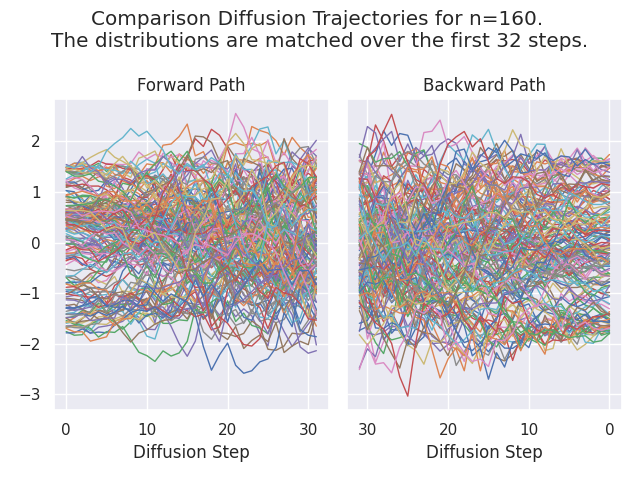 Comparison Diffusion Trajectories for n=160.
The distributions are matched over the first 32 steps.
Forward Path
Backward Path
2
1
0
−1
−2
−3
0 10 20 30
30 20 10 0
Diffusion Step
Diffusion Step